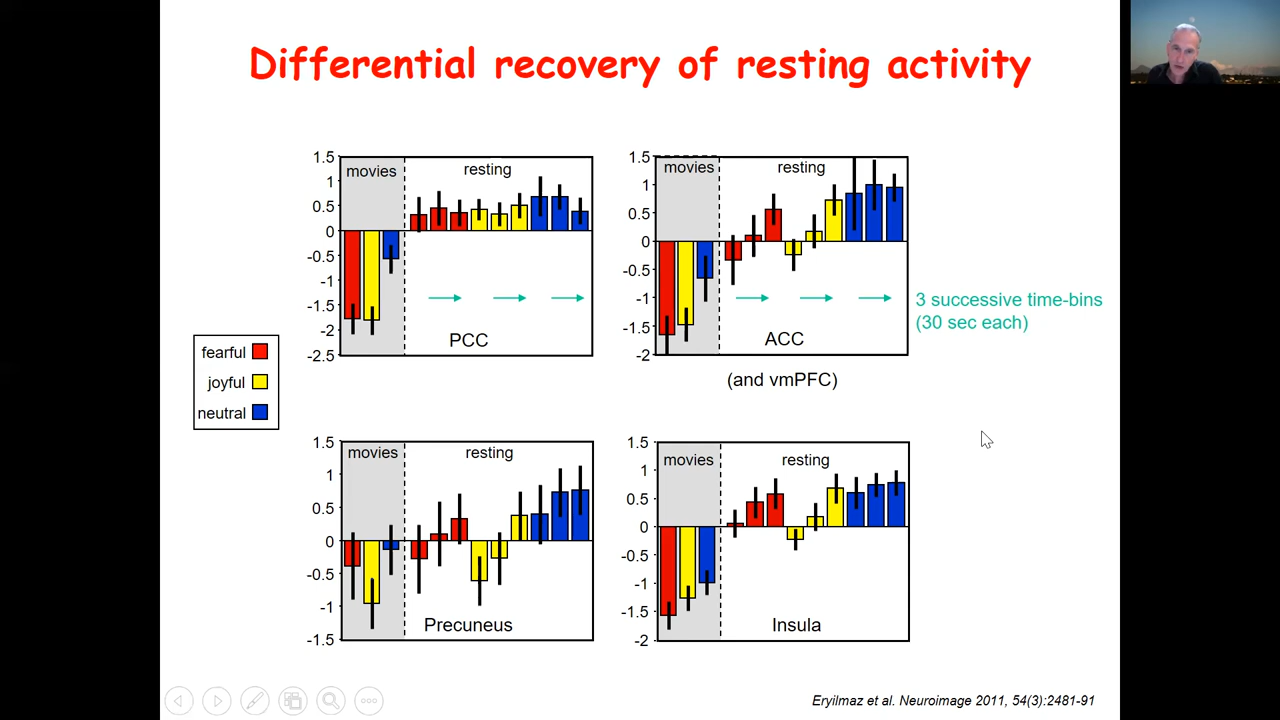 Differential recovery of resting activity
1.5
1
0.5
0
-0.5
-1
-1.5
-2
-2.5
movies
resting
PCC
1.5
1
0.5
0
-0.5
-1
-1.5
-2
movies
resting
ACC
(and vmPFC)
3 successive time-bins
(30 sec each)
fearful
joyful
neutral
1.5
1
0.5
0
-0.5
-1
-1.5
movies
resting
Precuneus
1.5
1
0.5
0
-0.5
-1
-1.5
-2
movies
resting
Insula
Eryilmaz et al. Neuroimage 2011, 54(3):2481-91